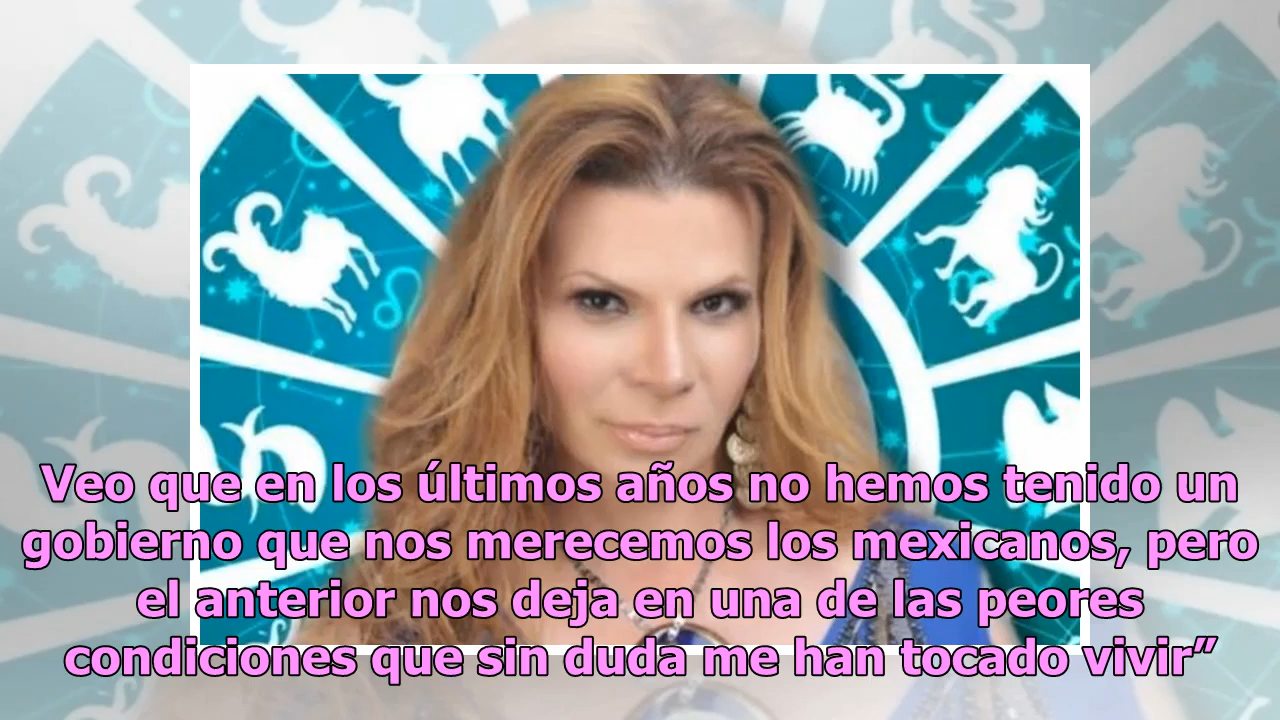 Veo que en los últimos años no hemos tenido un
gobierno que nos merecemos los mexicanos, pero
el anterior nos deja en una de las peores
condiciones que sin duda me han tocado vivir”